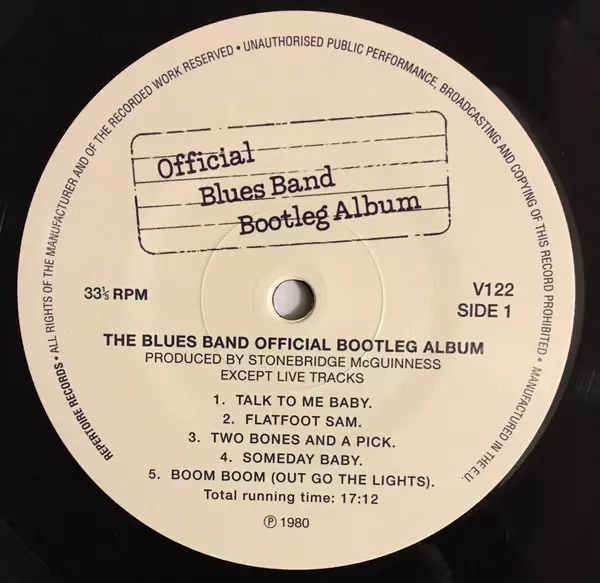 REPERTOIRE RECORDS • ALL RIGHTS OF THE MANUFACTURER AND OF THE RECORDED WORK RESERVED • UNAUTHORISED PUBLIC PERFORMANCE, BROADCASTING AND COPYING OF THIS RECORD PROHIBITED • MANUFACTURED IN THE E.U.
Official
Blues Band
Bootleg Album
33⅓ RPM
V122
SIDE 1
THE BLUES BAND OFFICIAL BOOTLEG ALBUM
PRODUCED BY STONEBRIDGE McGUINNESS
EXCEPT LIVE TRACKS
1. TALK TO ME BABY.
2. FLATFOOT SAM.
3. TWO BONES AND A PICK.
4. SOMEDAY BABY.
5. BOOM BOOM (OUT GO THE LIGHTS).
Total running time: 17:12
℗ 1980